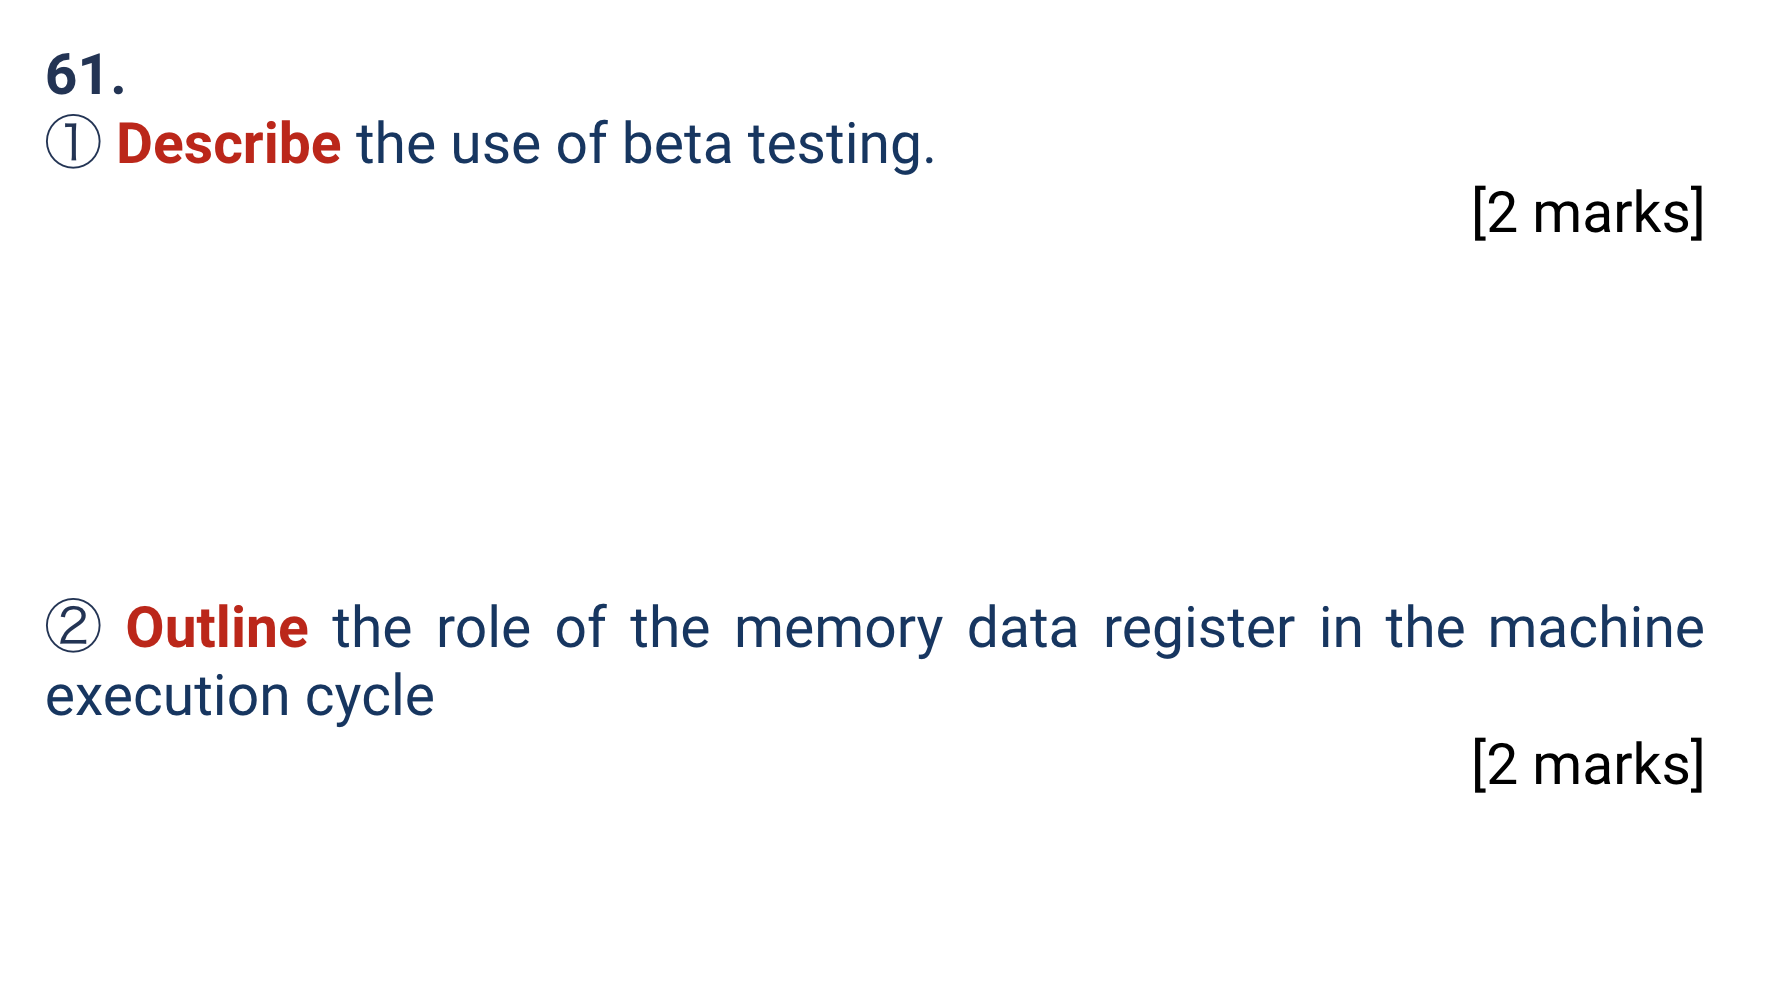 61.
① Describe the use of beta testing.
[2 marks]
② Outline the role of the memory data register in the machine
execution cycle
[2 marks]